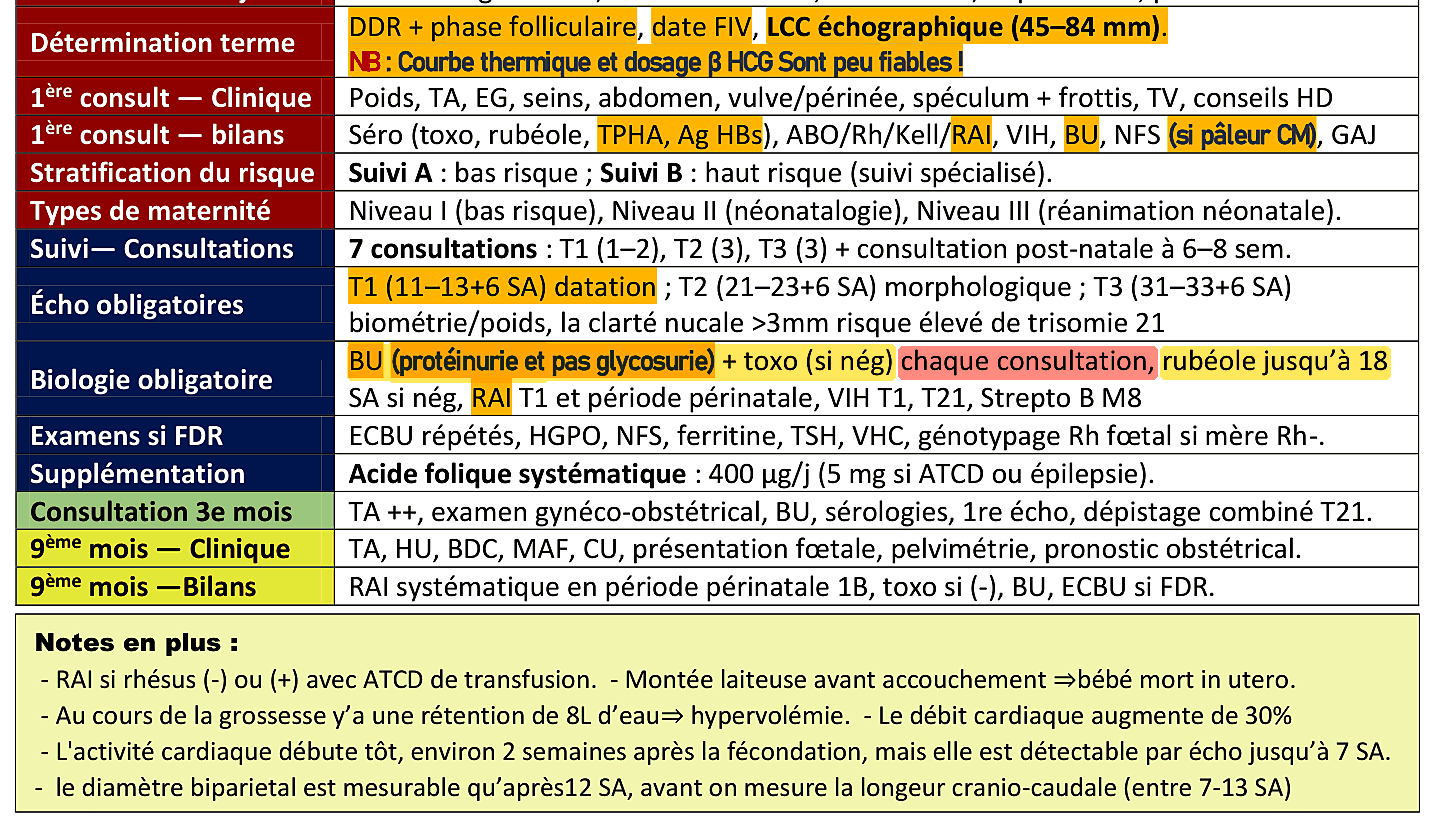 Détermination terme
DDR + phase folliculaire, date FIV, LCC échographique (45–84 mm).
NB : Courbe thermique et dosage β HCG Sont peu fiables !
1ère consult — Clinique
Poids, TA, EG, seins, abdomen, vulve/périnée, spéculum + frottis, TV, conseils HD
1ère consult — bilans
Séro (toxo, rubéole, TPHA, Ag HBs), ABO/Rh/Kell/RAI, VIH, BU, NFS (si pâleur CM), GAJ
Stratification du risque
Suivi A : bas risque ; Suivi B : haut risque (suivi spécialisé).
Types de maternité
Niveau I (bas risque), Niveau II (néonatalogie), Niveau III (réanimation néonatale).
Suivi— Consultations
7 consultations : T1 (1–2), T2 (3), T3 (3) + consultation post-natale à 6–8 sem.
Écho obligatoires
T1 (11–13+6 SA) datation ; T2 (21–23+6 SA) morphologique ; T3 (31–33+6 SA)
biométrie/poids, la clarté nucale >3mm risque élevé de trisomie 21
Biologie obligatoire
BU (protéinurie et pas glycosurie) + toxo (si nég) chaque consultation, rubéole jusqu’à 18
SA si nég, RAI T1 et période périnatale, VIH T1, T21, Strepto B M8
Examens si FDR
ECBU répétés, HGPO, NFS, ferritine, TSH, VHC, génotypage Rh fœtal si mère Rh-.
Supplémentation
Acide folique systématique : 400 µg/j (5 mg si ATCD ou épilepsie).
Consultation 3e mois
TA ++, examen gynéco-obstétrical, BU, sérologies, 1re écho, dépistage combiné T21.
9ème mois — Clinique
TA, HU, BDC, MAF, CU, présentation fœtale, pelvimétrie, pronostic obstétrical.
9ème mois —Bilans
RAI systématique en période périnatale 1B, toxo si (-), BU, ECBU si FDR.
Notes en plus :
- RAI si rhésus (-) ou (+) avec ATCD de transfusion.  - Montée laiteuse avant accouchement ⇒bébé mort in utero.
- Au cours de la grossesse y’a une rétention de 8L d’eau⇒ hypervolémie.  - Le débit cardiaque augmente de 30%
- L'activité cardiaque débute tôt, environ 2 semaines après la fécondation, mais elle est détectable par écho jusqu’à 7 SA.
- le diamètre biparietal est mesurable qu’après12 SA, avant on mesure la longeur cranio-caudale (entre 7-13 SA)